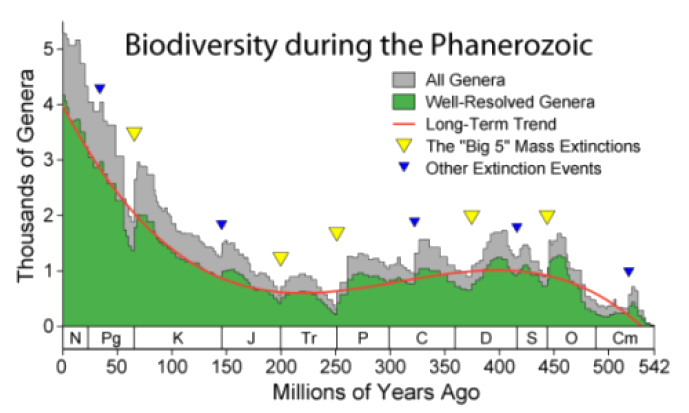 Biodiversity during the Phanerozoic
All Genera
Well-Resolved Genera
Long-Term Trend
The "Big 5" Mass Extinctions
Other Extinction Events
Thousands of Genera
5
4
3
2
1
0
N Pg K J Tr P C D S O Cm
0 50 100 150 200 250 300 350 400 450 500 542
Millions of Years Ago